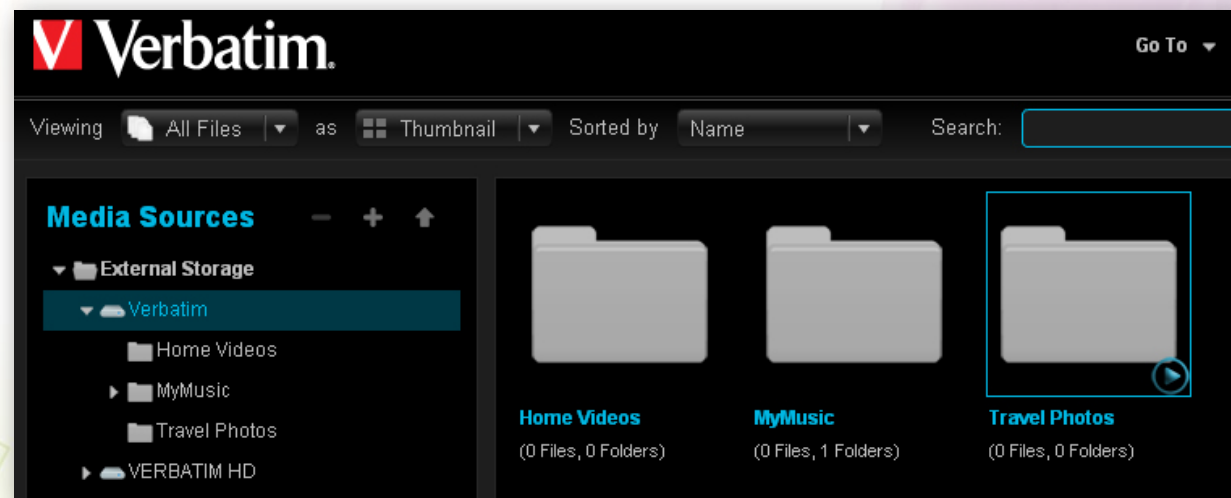 Verbatim.
Go To
Viewing All Files as Thumbnail Sorted by Name Search:
Media Sources
External Storage
Verbatim
Home Videos
MyMusic
Travel Photos
VERBATIM HD
Home Videos MyMusic Travel Photos
(0 Files, 0 Folders) (0 Files, 1 Folders) (0 Files, 0 Folders)